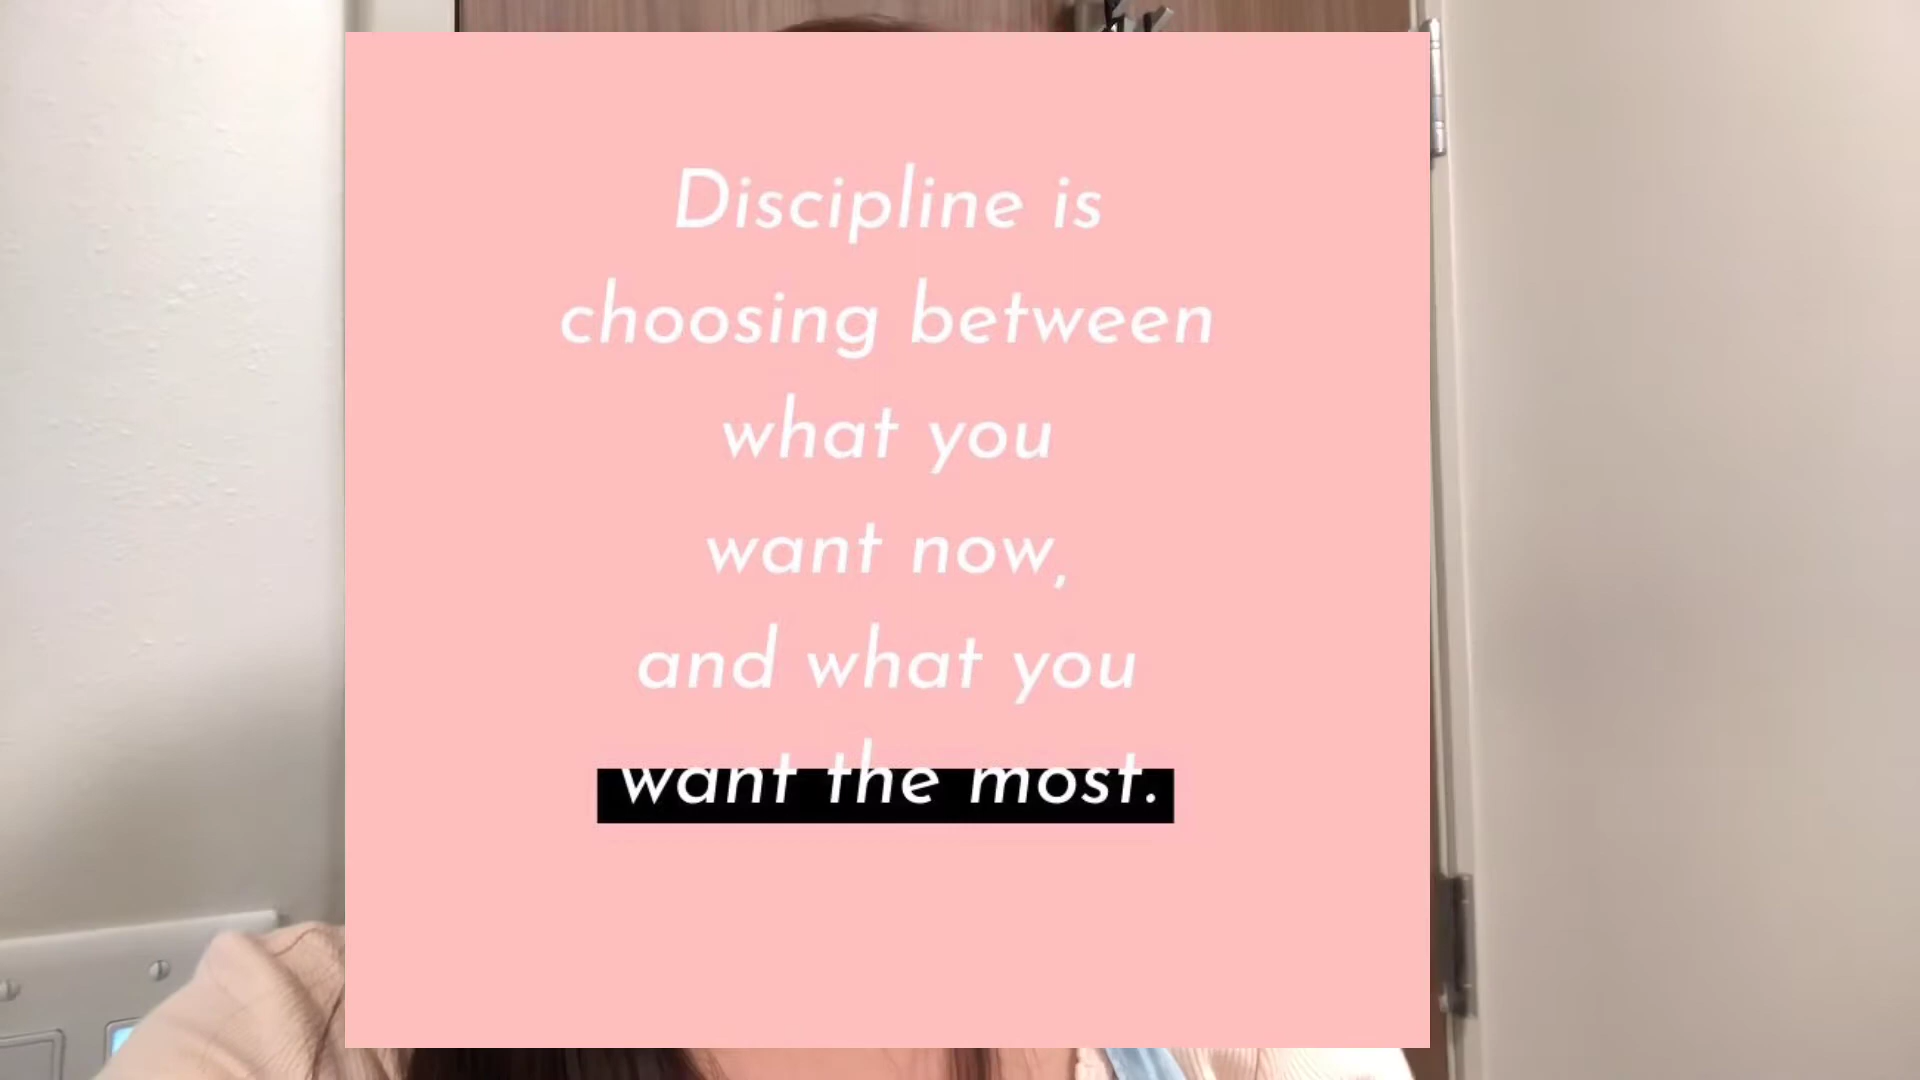 Discipline is
choosing between
what you
want now,
and what you
want the most.